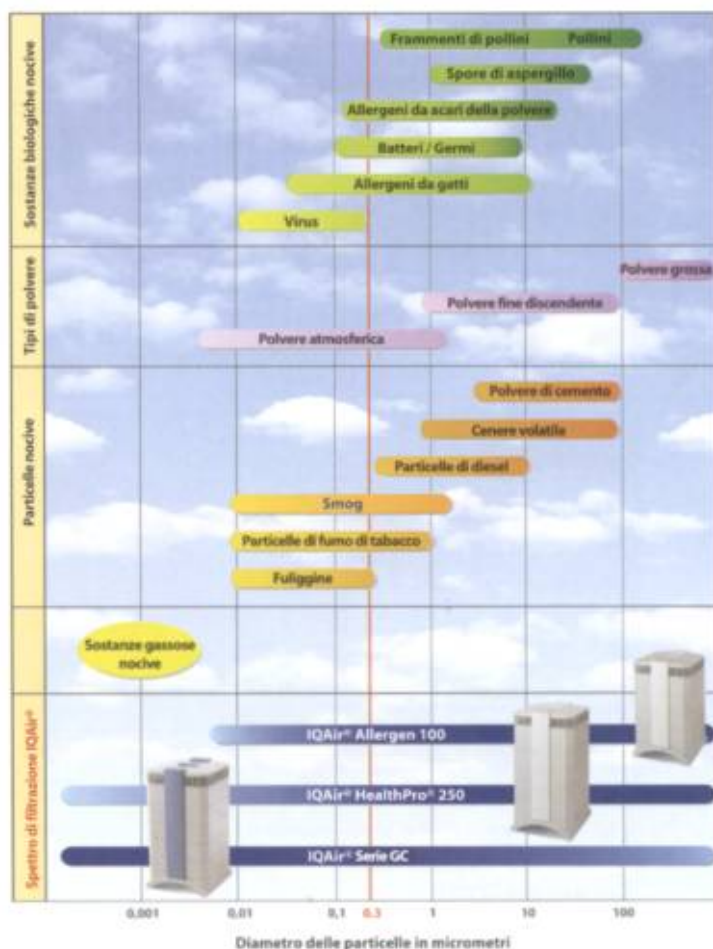 Sostanze biologiche nocive
Frammenti di pollini Pollini
Spore di aspergillo
Allergeni da acari della polvere
Batteri / Germi
Allergeni da gatti
Virus
Tipi di polvere
Polvere grossa
Polvere fine discendente
Polvere atmosferica
Particelle nocive
Polvere di cemento
Cenere volatile
Particelle di diesel
Smog
Particelle di fumo di tabacco
Fuliggine
Sostanze gassose
nocive
Spettro di filtrazione IQAir®
IQAir® Allergen 100
IQAir® HealthPro® 250
IQAir® Serie GC
0,001 0,01 0,1 0.3 1 10 100
Diametro delle particelle in micrometri